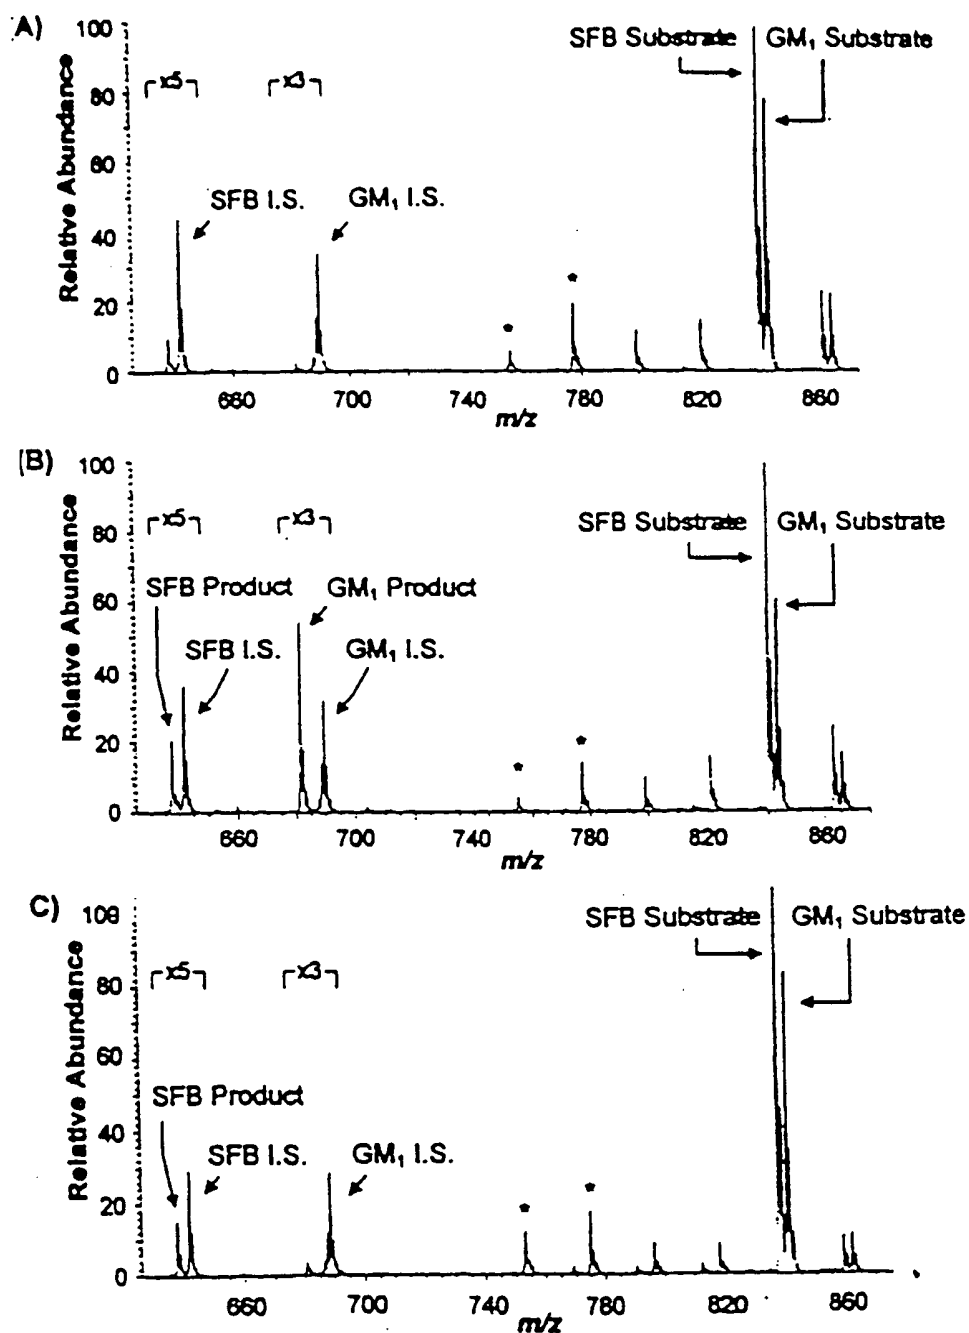 A)
100
80
60
40
20
0
Relative Abundance
x5
x3
SFB I.S.
GM₁ I.S.
*
*
SFB Substrate
GM₁ Substrate
660 700 740 780 820 860
m/z
(B)
100
80
60
40
20
0
Relative Abundance
x5
x3
SFB Product
GM₁ Product
SFB I.S.
GM₁ I.S.
*
*
SFB Substrate
GM₁ Substrate
660 700 740 780 820 860
m/z
C)
100
80
60
40
20
0
Relative Abundance
x5
x3
SFB Product
SFB I.S.
GM₁ I.S.
*
*
SFB Substrate
GM₁ Substrate
660 700 740 780 820 860
m/z